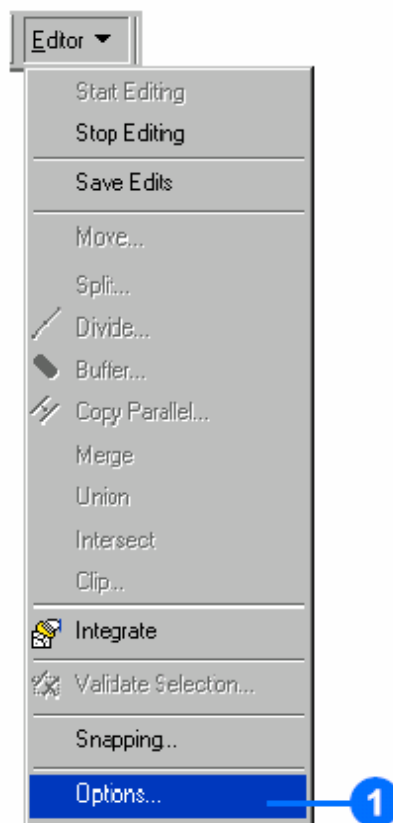 Editor
Start Editing
Stop Editing
Save Edits
Move...
Split...
Divide...
Buffer...
Copy Parallel...
Merge
Union
Intersect
Clip...
Integrate
Validate Selection...
Snapping...
Options...
1